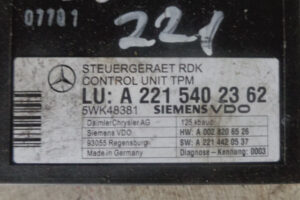 07701
221
STEUERGERAET RDK
CONTROL UNIT TPM
LU: A 221 540 23 62
5WK48381 SIEMENS VDO
DaimlerChrysler AG 125 kbaud
Siemens VDO HW: A 002 820 65 26
93055 Regensburg SW: A 221 442 05 37
Made in Germany Diagnose - Kennung: 0003